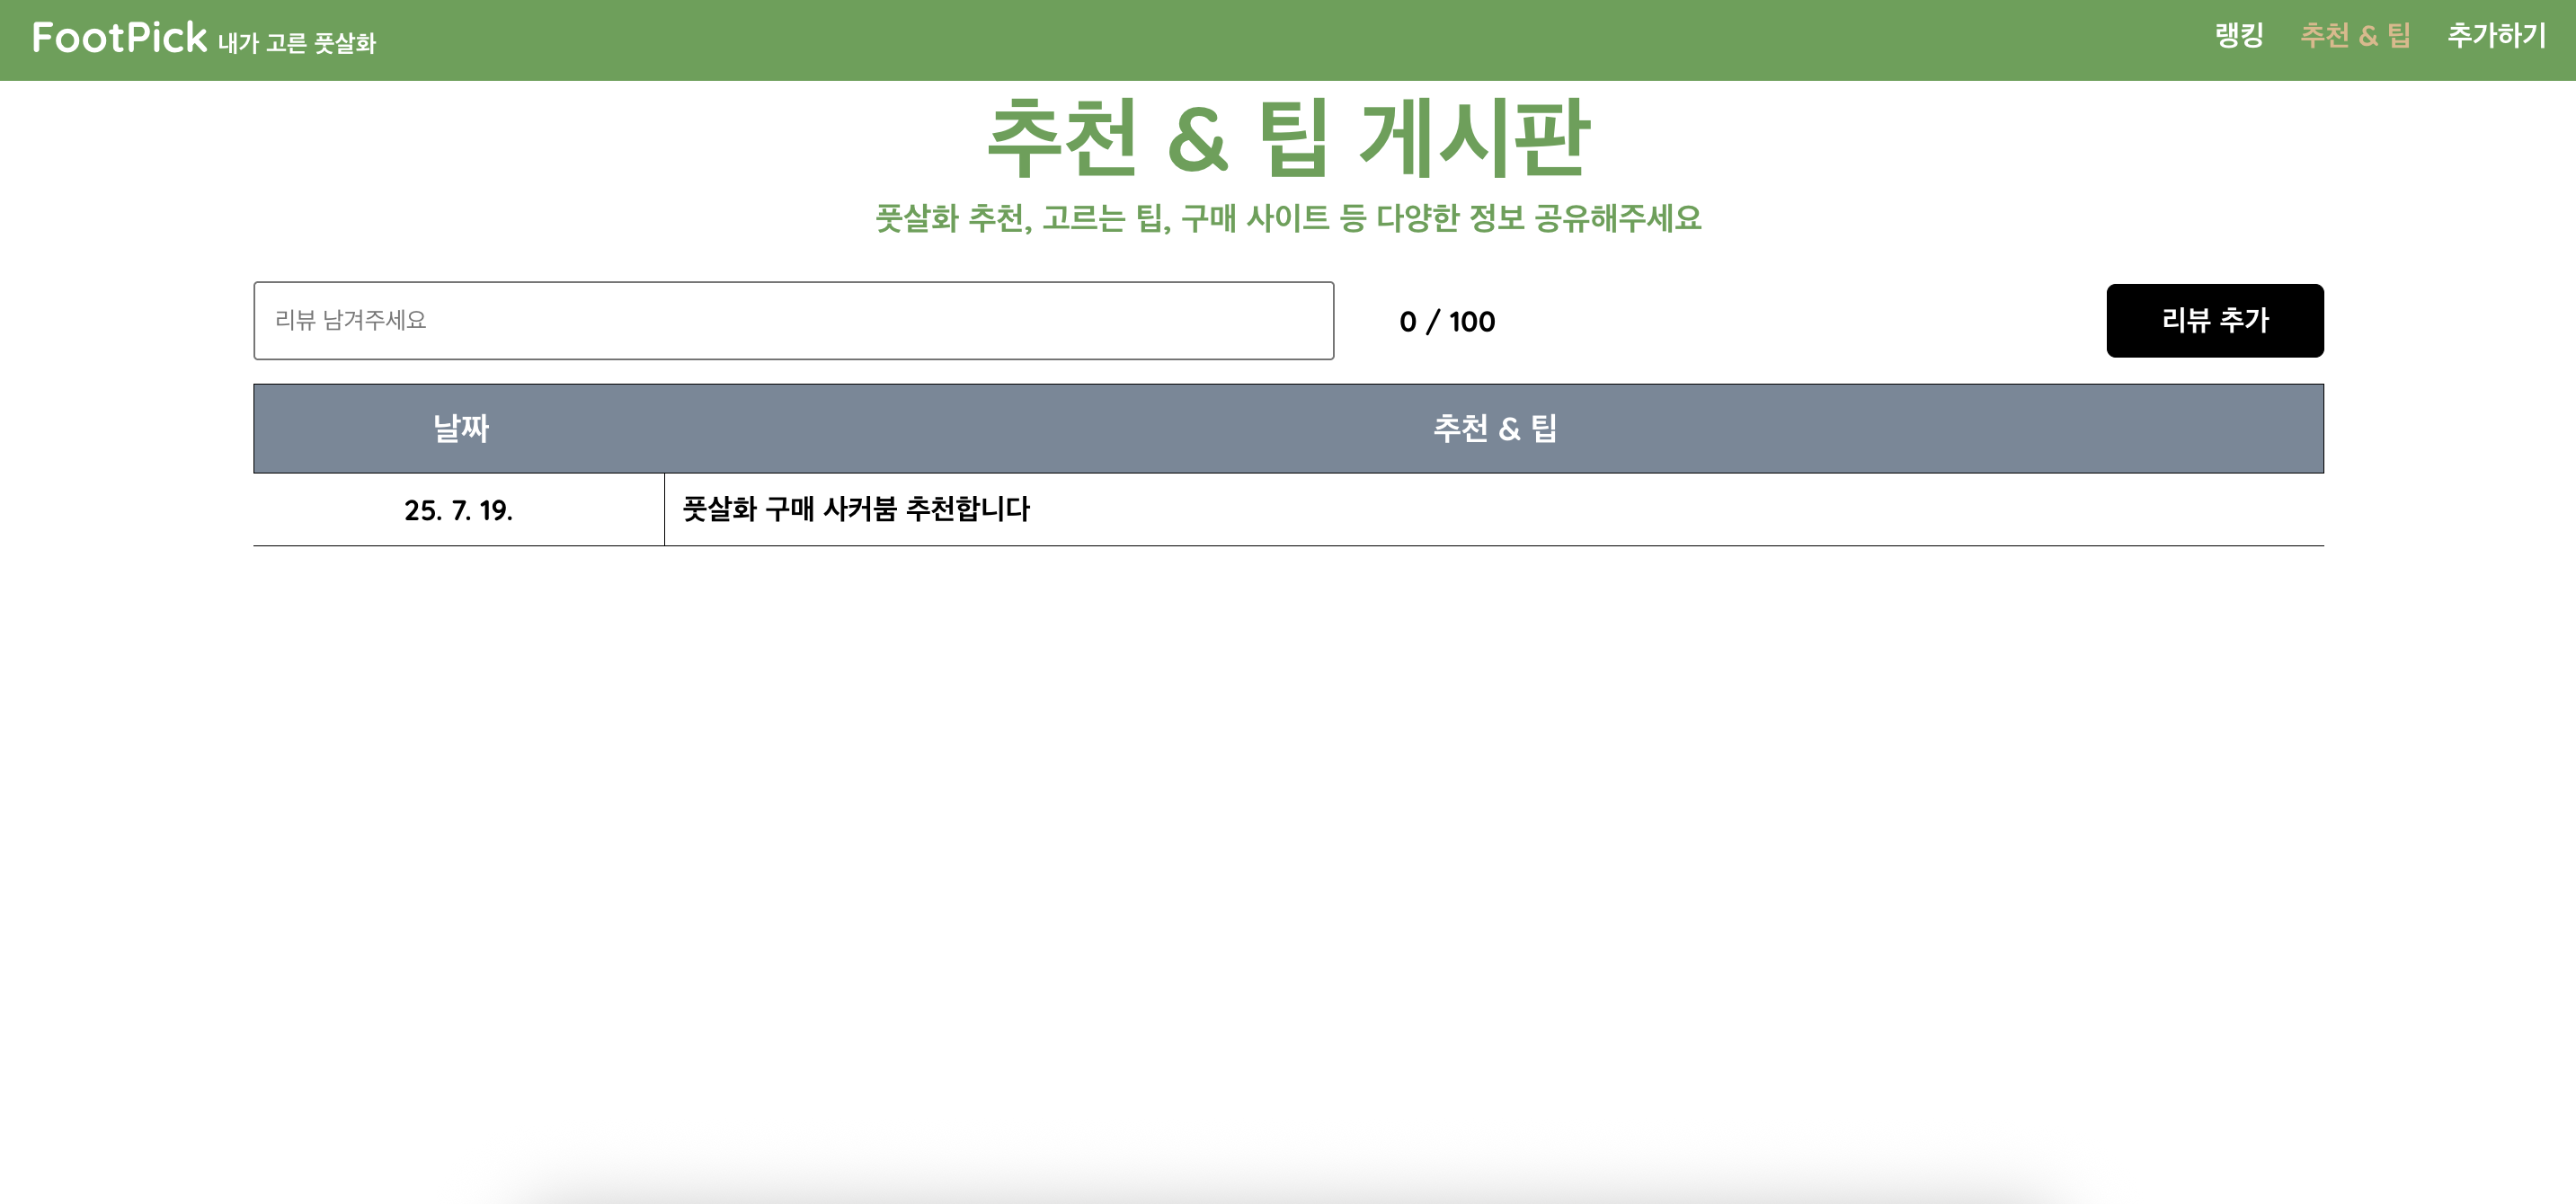 FootPick 내가 고른 풋살화
랭킹 추천 & 팁 추가하기
추천 & 팁 게시판
풋살화 추천, 고르는 팁, 구매 사이트 등 다양한 정보 공유해주세요
리뷰 남겨주세요 0 / 100 리뷰 추가
날짜 추천 & 팁
25. 7. 19. 풋살화 구매 사커붐 추천합니다